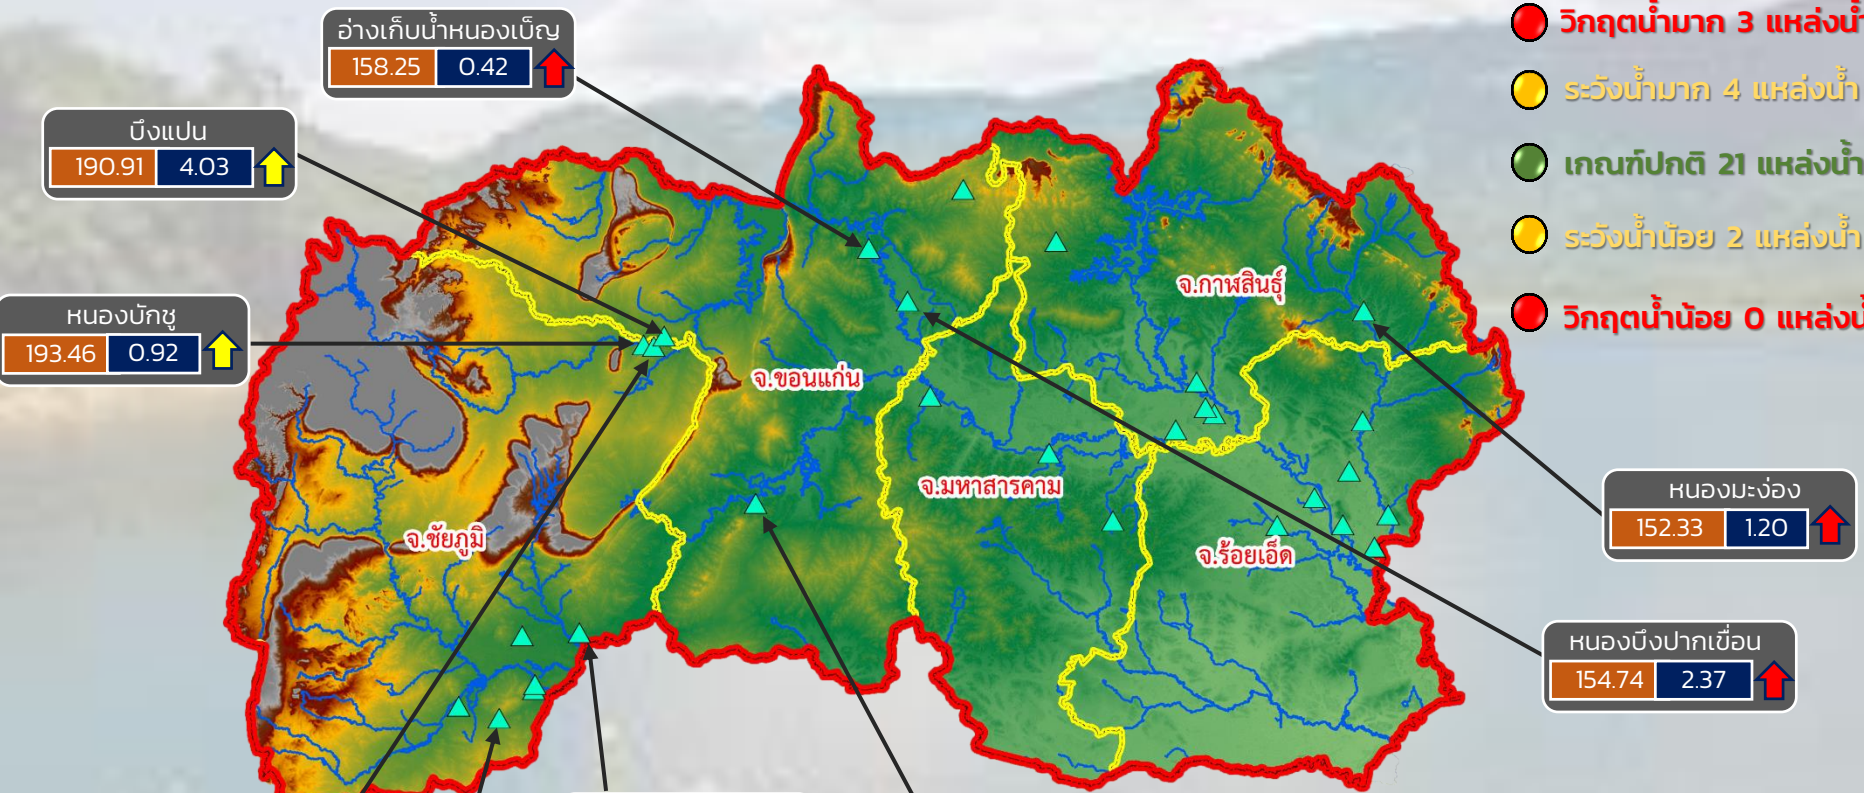 อ่างเก็บน้ำหนองเบ็ญ
158.25 0.42
บึงแปน
190.91 4.03
หนองบักซู
193.46 0.92
วิกฤตน้ำมาก 3 แหล่งน้ำ
ระวังน้ำมาก 4 แหล่งน้ำ
เกณฑ์ปกติ 21 แหล่งน้ำ
ระวังน้ำน้อย 2 แหล่งน้ำ
วิกฤตน้ำน้อย 0 แหล่งน้ำ
จ.กาฬสินธุ์
จ.ขอนแก่น
จ.มหาสารคาม
จ.ชัยภูมิ
จ.ร้อยเอ็ด
หนองมะง่อง
152.33 1.20
หนองบึงปากเขื่อน
154.74 2.37